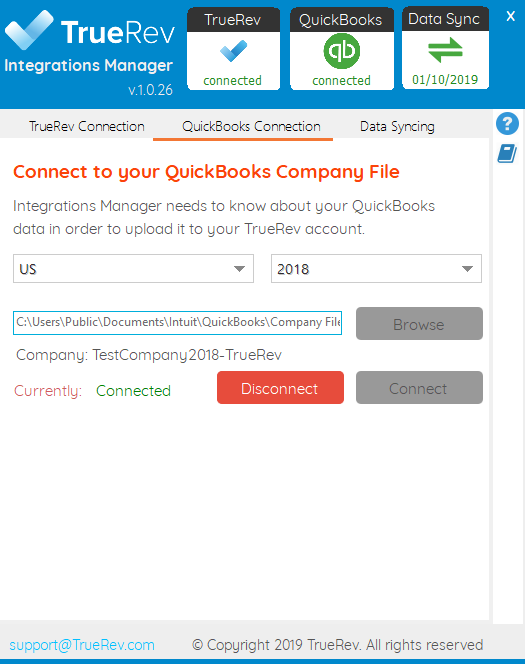 TrueRev
Integrations Manager
v.1.0.26
TrueRev
connected
QuickBooks
qb
connected
Data Sync
01/10/2019
X
TrueRev Connection
QuickBooks Connection
Data Syncing
?
Connect to your QuickBooks Company File
Integrations Manager needs to know about your QuickBooks
data in order to upload it to your TrueRev account.
US
2018
C:\Users\Public\Documents\Intuit\QuickBooks\Company File
Browse
Company: TestCompany2018-TrueRev
Currently: Connected
Disconnect
Connect
support@TrueRev.com
© Copyright 2019 TrueRev. All rights reserved